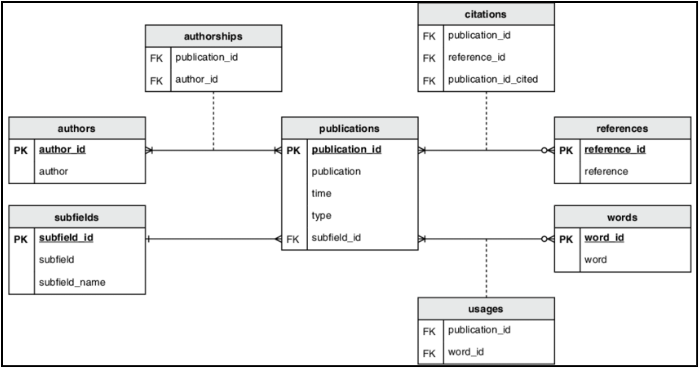 authorships
FK publication_id
FK author_id
citations
FK publication_id
FK reference_id
FK publication_id_cited
authors
PK author_id
author
publications
PK publication_id
publication
time
type
FK subfield_id
references
PK reference_id
reference
subfields
PK subfield_id
subfield
subfield_name
words
PK word_id
word
usages
FK publication_id
FK word_id